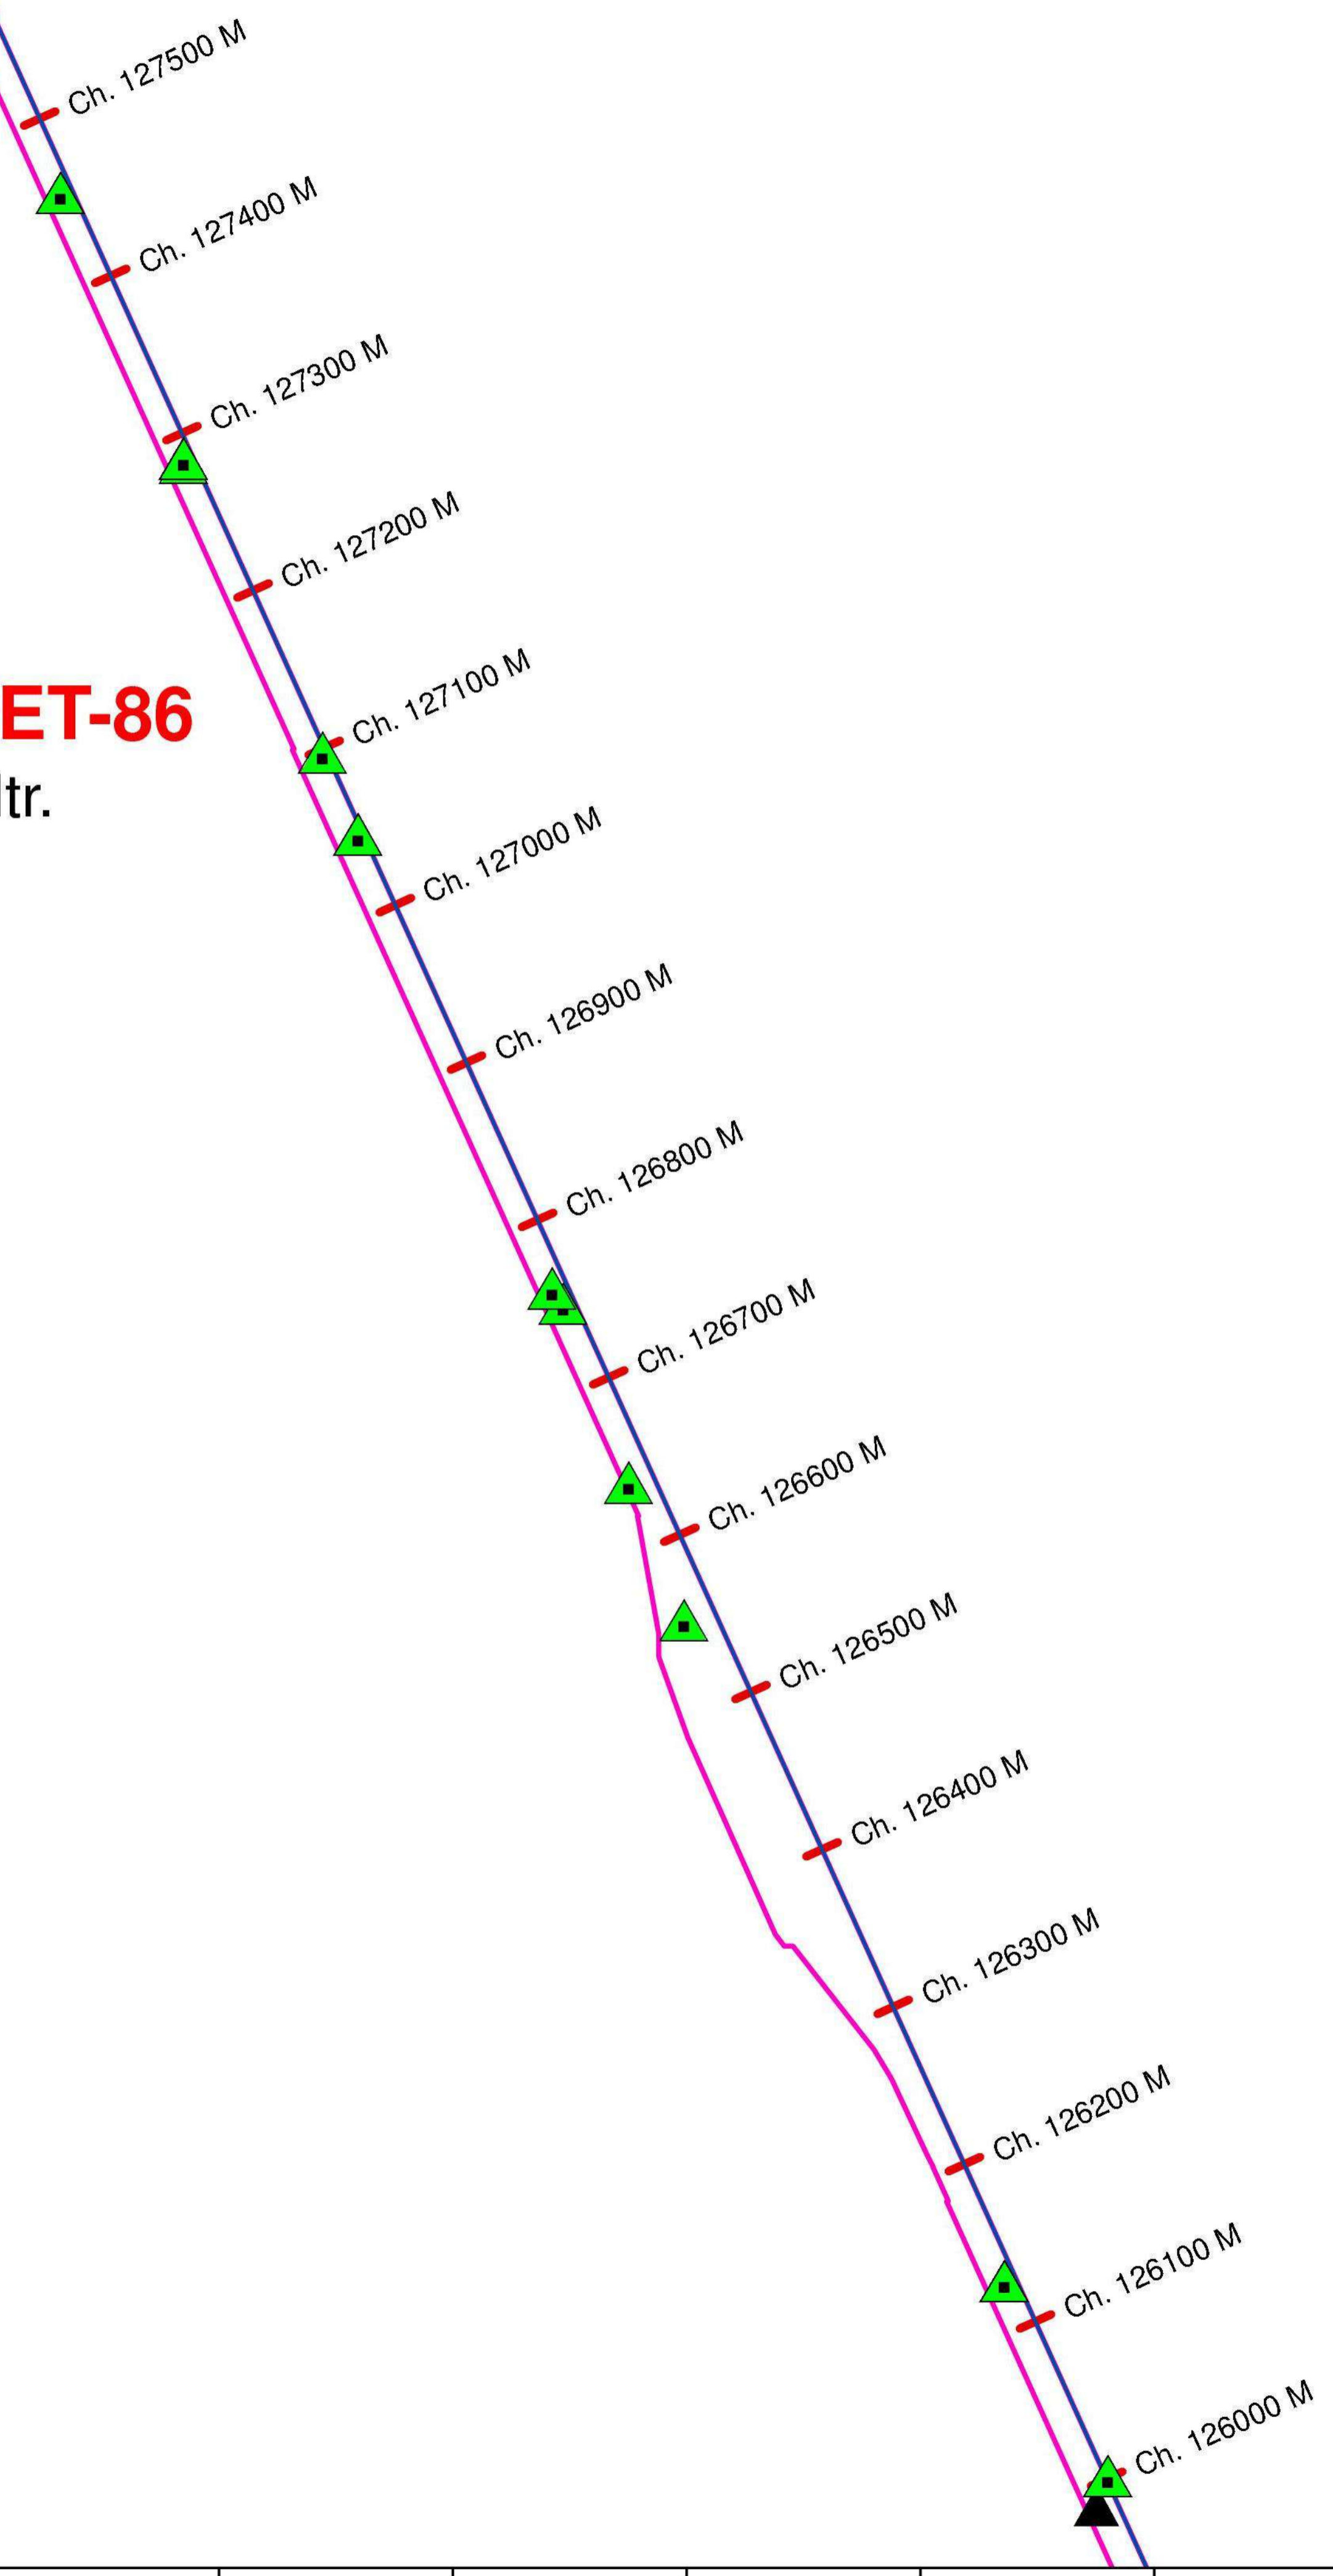 Ch. 127500 M
Ch. 127400 M
Ch. 127300 M
Ch. 127200 M
Ch. 127100 M
ET-86
tr.
Ch. 127000 M
Ch. 126900 M
Ch. 126800 M
Ch. 126700 M
Ch. 126600 M
Ch. 126500 M
Ch. 126400 M
Ch. 126300 M
Ch. 126200 M
Ch. 126100 M
Ch. 126000 M